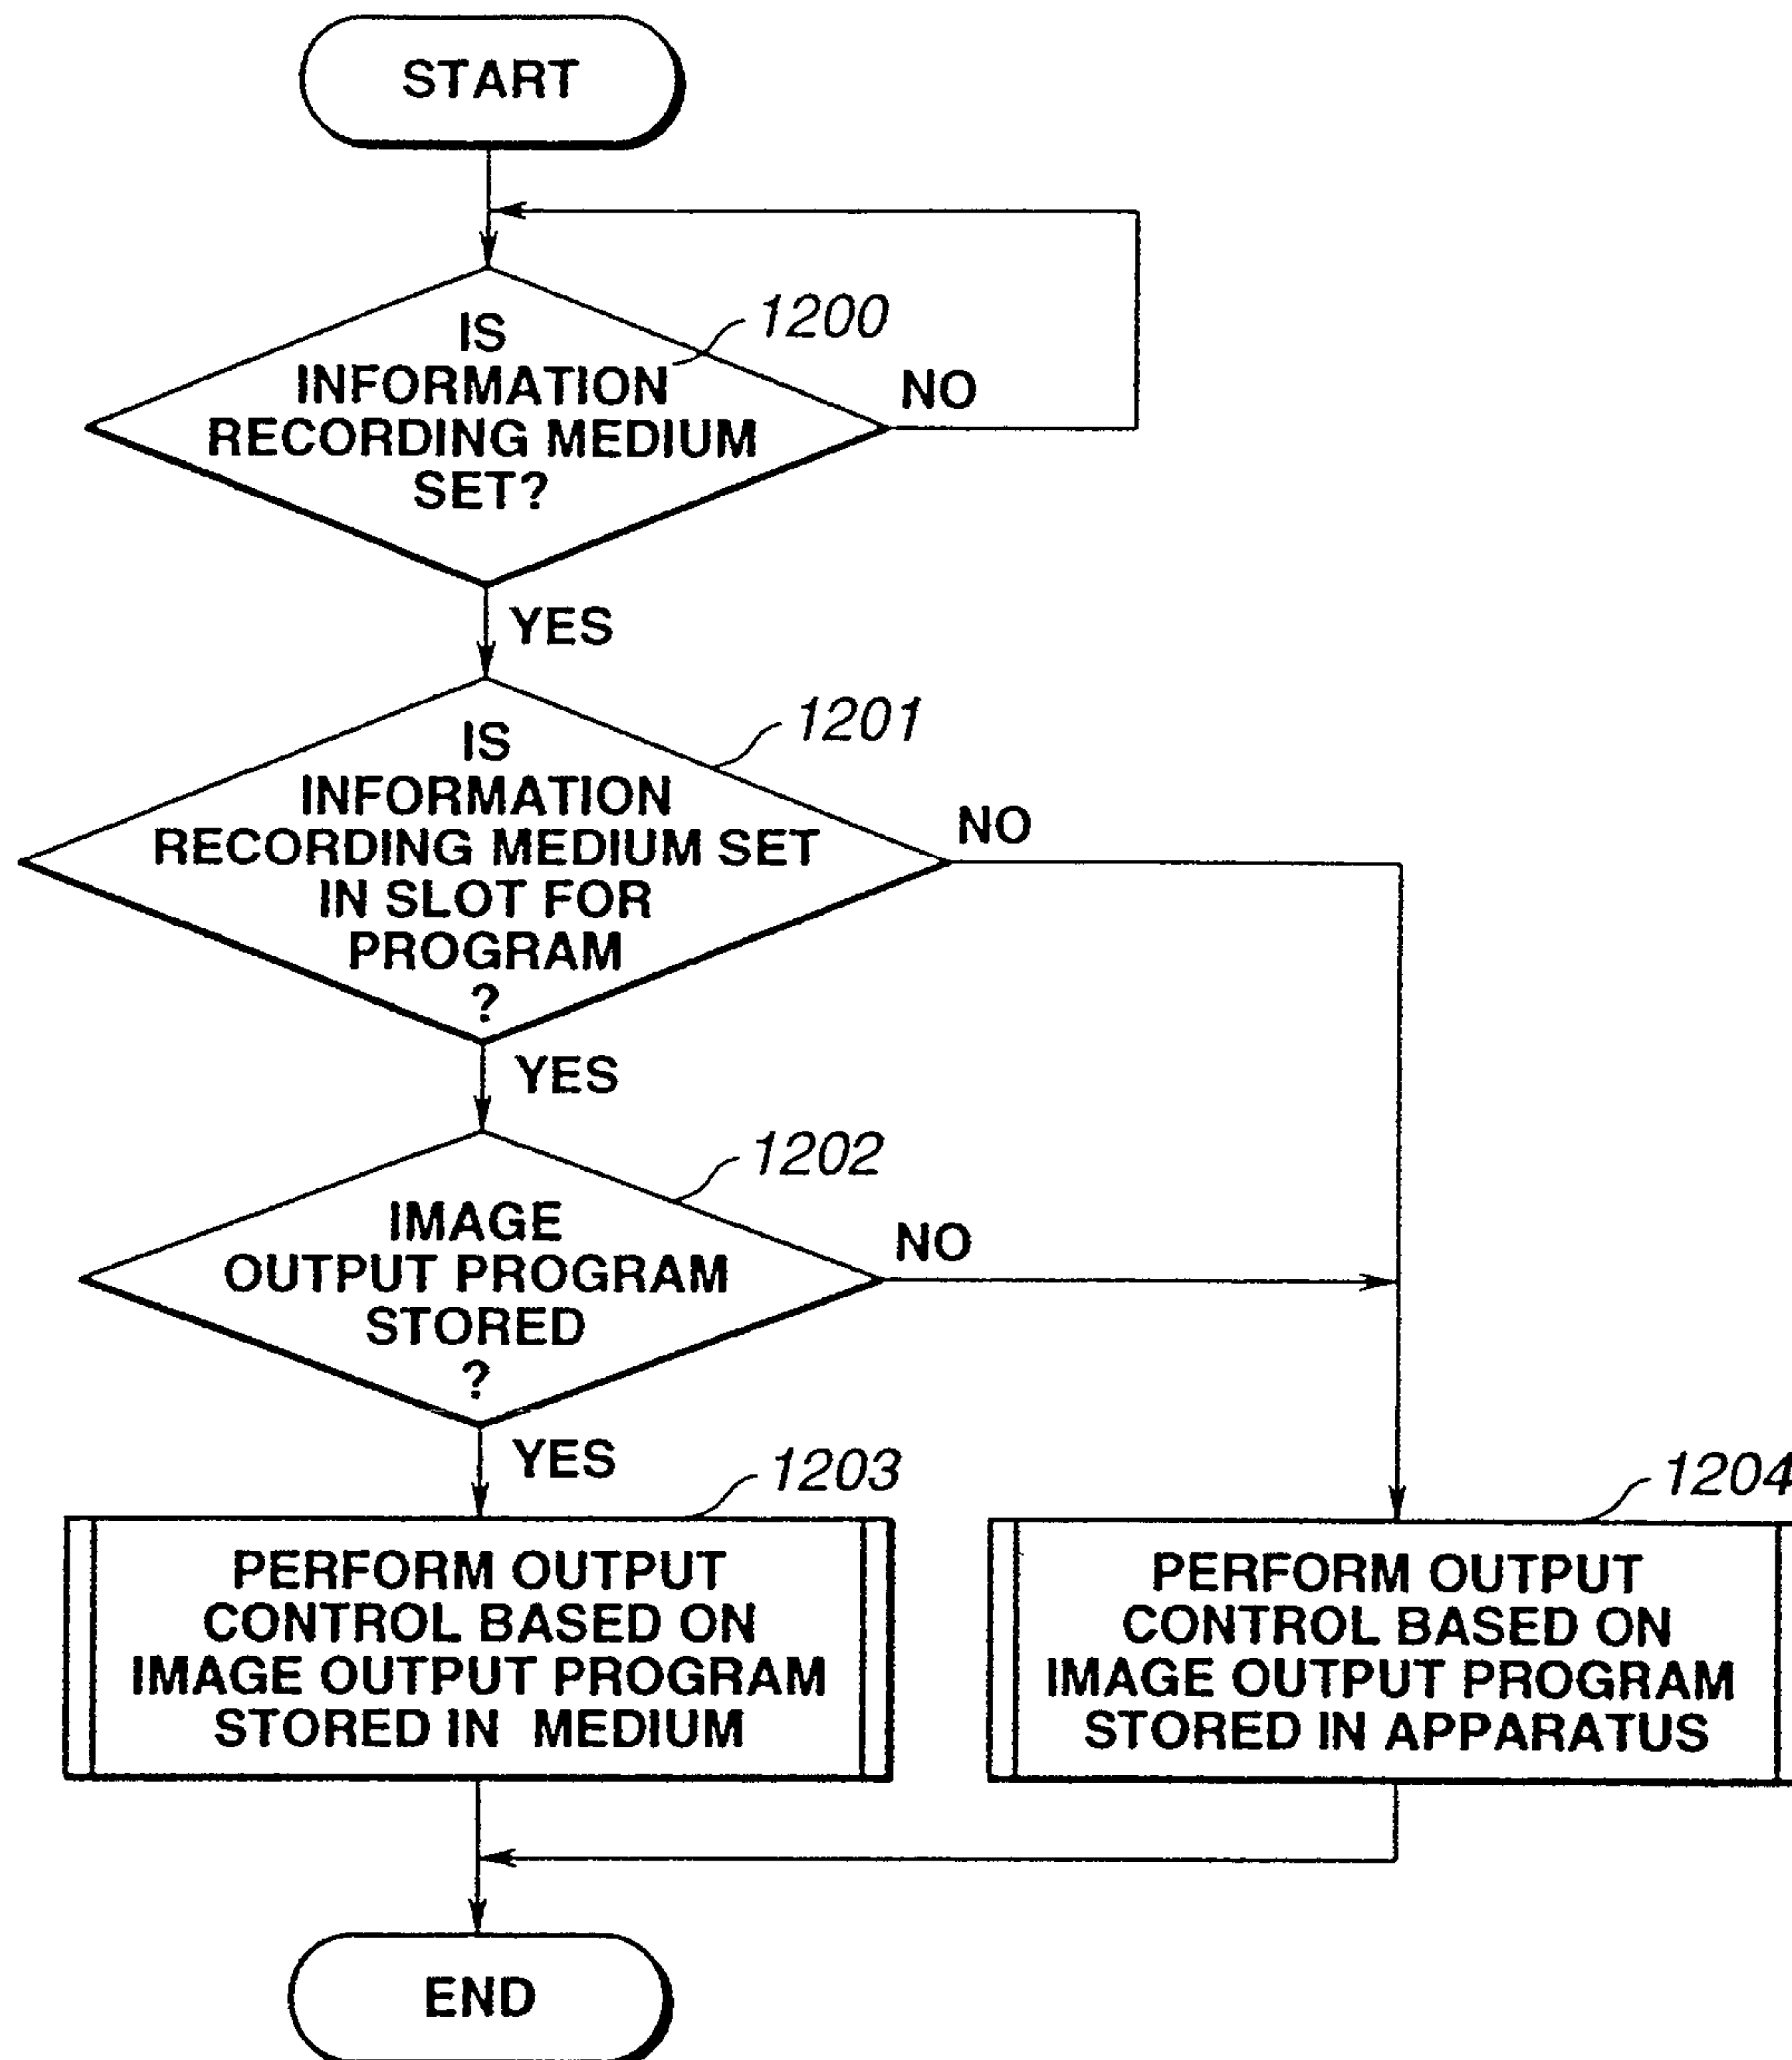 START
1200
IS
INFORMATION
RECORDING MEDIUM
SET?
NO
YES
1201
IS
INFORMATION
RECORDING MEDIUM SET
IN SLOT FOR
PROGRAM
?
NO
YES
1202
IMAGE
OUTPUT PROGRAM
STORED
?
NO
YES
1203
PERFORM OUTPUT
CONTROL BASED ON
IMAGE OUTPUT PROGRAM
STORED IN MEDIUM
1204
PERFORM OUTPUT
CONTROL BASED ON
IMAGE OUTPUT PROGRAM
STORED IN APPARATUS
END